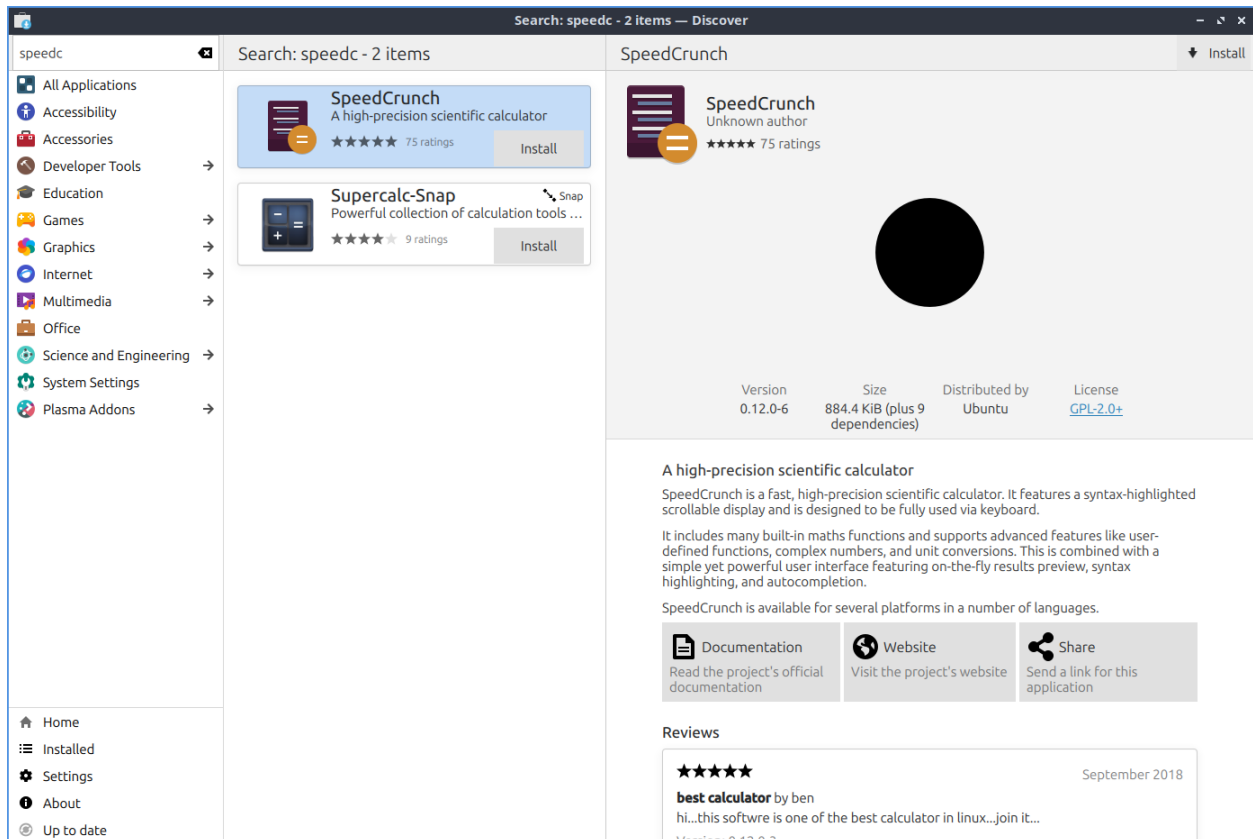 Search: speedc - 2 items — Discover
speedc
All Applications
Accessibility
Accessories
Developer Tools
Education
Games
Graphics
Internet
Multimedia
Office
Science and Engineering
System Settings
Plasma Addons
Home
Installed
Settings
About
Up to date
Search: speedc - 2 items
SpeedCrunch
A high-precision scientific calculator
75 ratings
Install
Supercalc-Snap
Snap
Powerful collection of calculation tools ...
9 ratings
Install
SpeedCrunch
Install
SpeedCrunch
Unknown author
75 ratings
Version
0.12.0-6
Size
884.4 KiB (plus 9
dependencies)
Distributed by
Ubuntu
License
GPL-2.0+
A high-precision scientific calculator
SpeedCrunch is a fast, high-precision scientific calculator. It features a syntax-highlighted
scrollable display and is designed to be fully used via keyboard.
It includes many built-in maths functions and supports advanced features like user-
defined functions, complex numbers, and unit conversions. This is combined with a
simple yet powerful user interface featuring on-the-fly results preview, syntax
highlighting, and autocompletion.
SpeedCrunch is available for several platforms in a number of languages.
Documentation
Read the project's official
documentation
Website
Visit the project's website
Share
Send a link for this
application
Reviews
September 2018
best calculator by ben
hi...this softwre is one of the best calculator in linux...join it...